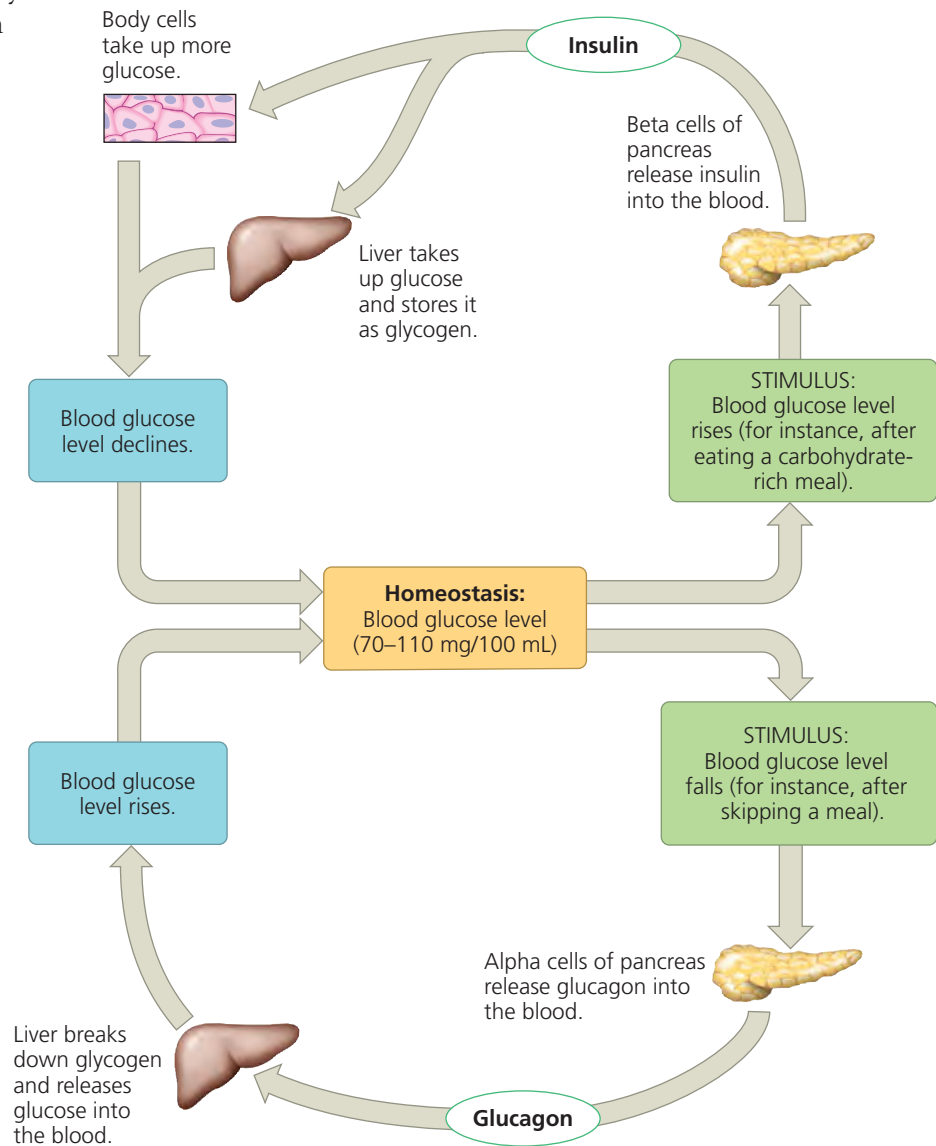 Body cells
take up more
glucose.
Insulin
Beta cells of
pancreas
release insulin
into the blood.
Liver takes
up glucose
and stores it
as glycogen.
STIMULUS:
Blood glucose level
rises (for instance, after
eating a carbohydrate-
rich meal).
Blood glucose
level declines.
Homeostasis:
Blood glucose level
(70–110 mg/100 mL)
STIMULUS:
Blood glucose level
falls (for instance, after
skipping a meal).
Blood glucose
level rises.
Alpha cells of pancreas
release glucagon into
the blood.
Liver breaks
down glycogen
and releases
glucose into
the blood.
Glucagon